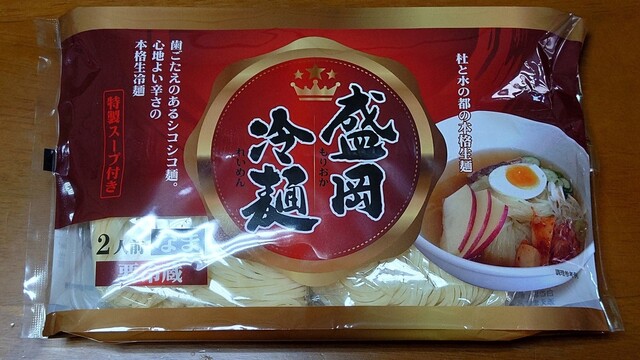 歯ごたえのあるシコシコ麺。
心地よい辛さの
本格生冷麺
特製スープ付き
盛岡
もりおか
冷麺
れいめん
杜と水の都の本格生麺
2人前
なま
要冷蔵
調理例